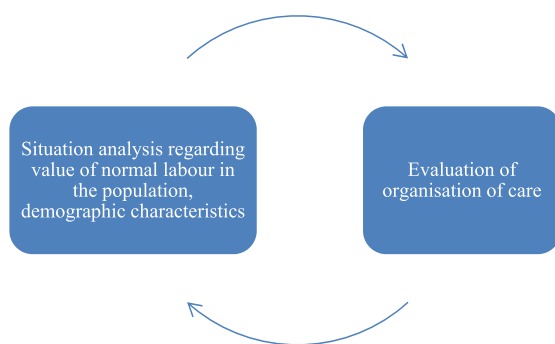 Situation analysis regarding
value of normal labour in
the population,
demographic characteristics
Evaluation of
organisation of care